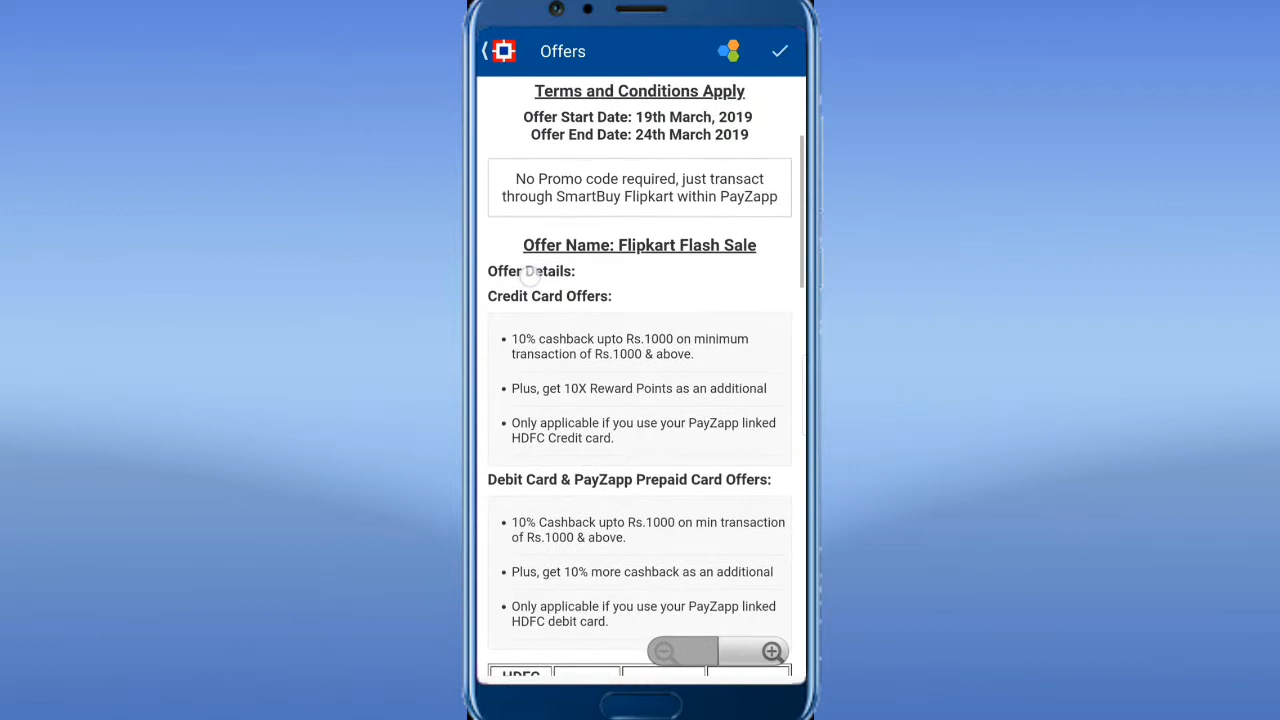 Offers
Terms and Conditions Apply
Offer Start Date: 19th March, 2019
Offer End Date: 24th March 2019
No Promo code required, just transact
through SmartBuy Flipkart within PayZapp
Offer Name: Flipkart Flash Sale
Offer Details:
Credit Card Offers:
• 10% cashback upto Rs.1000 on minimum
transaction of Rs.1000 & above.
• Plus, get 10X Reward Points as an additional
• Only applicable if you use your PayZapp linked
HDFC Credit card.
Debit Card & PayZapp Prepaid Card Offers:
• 10% Cashback upto Rs.1000 on min transaction
of Rs.1000 & above.
• Plus, get 10% more cashback as an additional
• Only applicable if you use your PayZapp linked
HDFC debit card.
HDFC